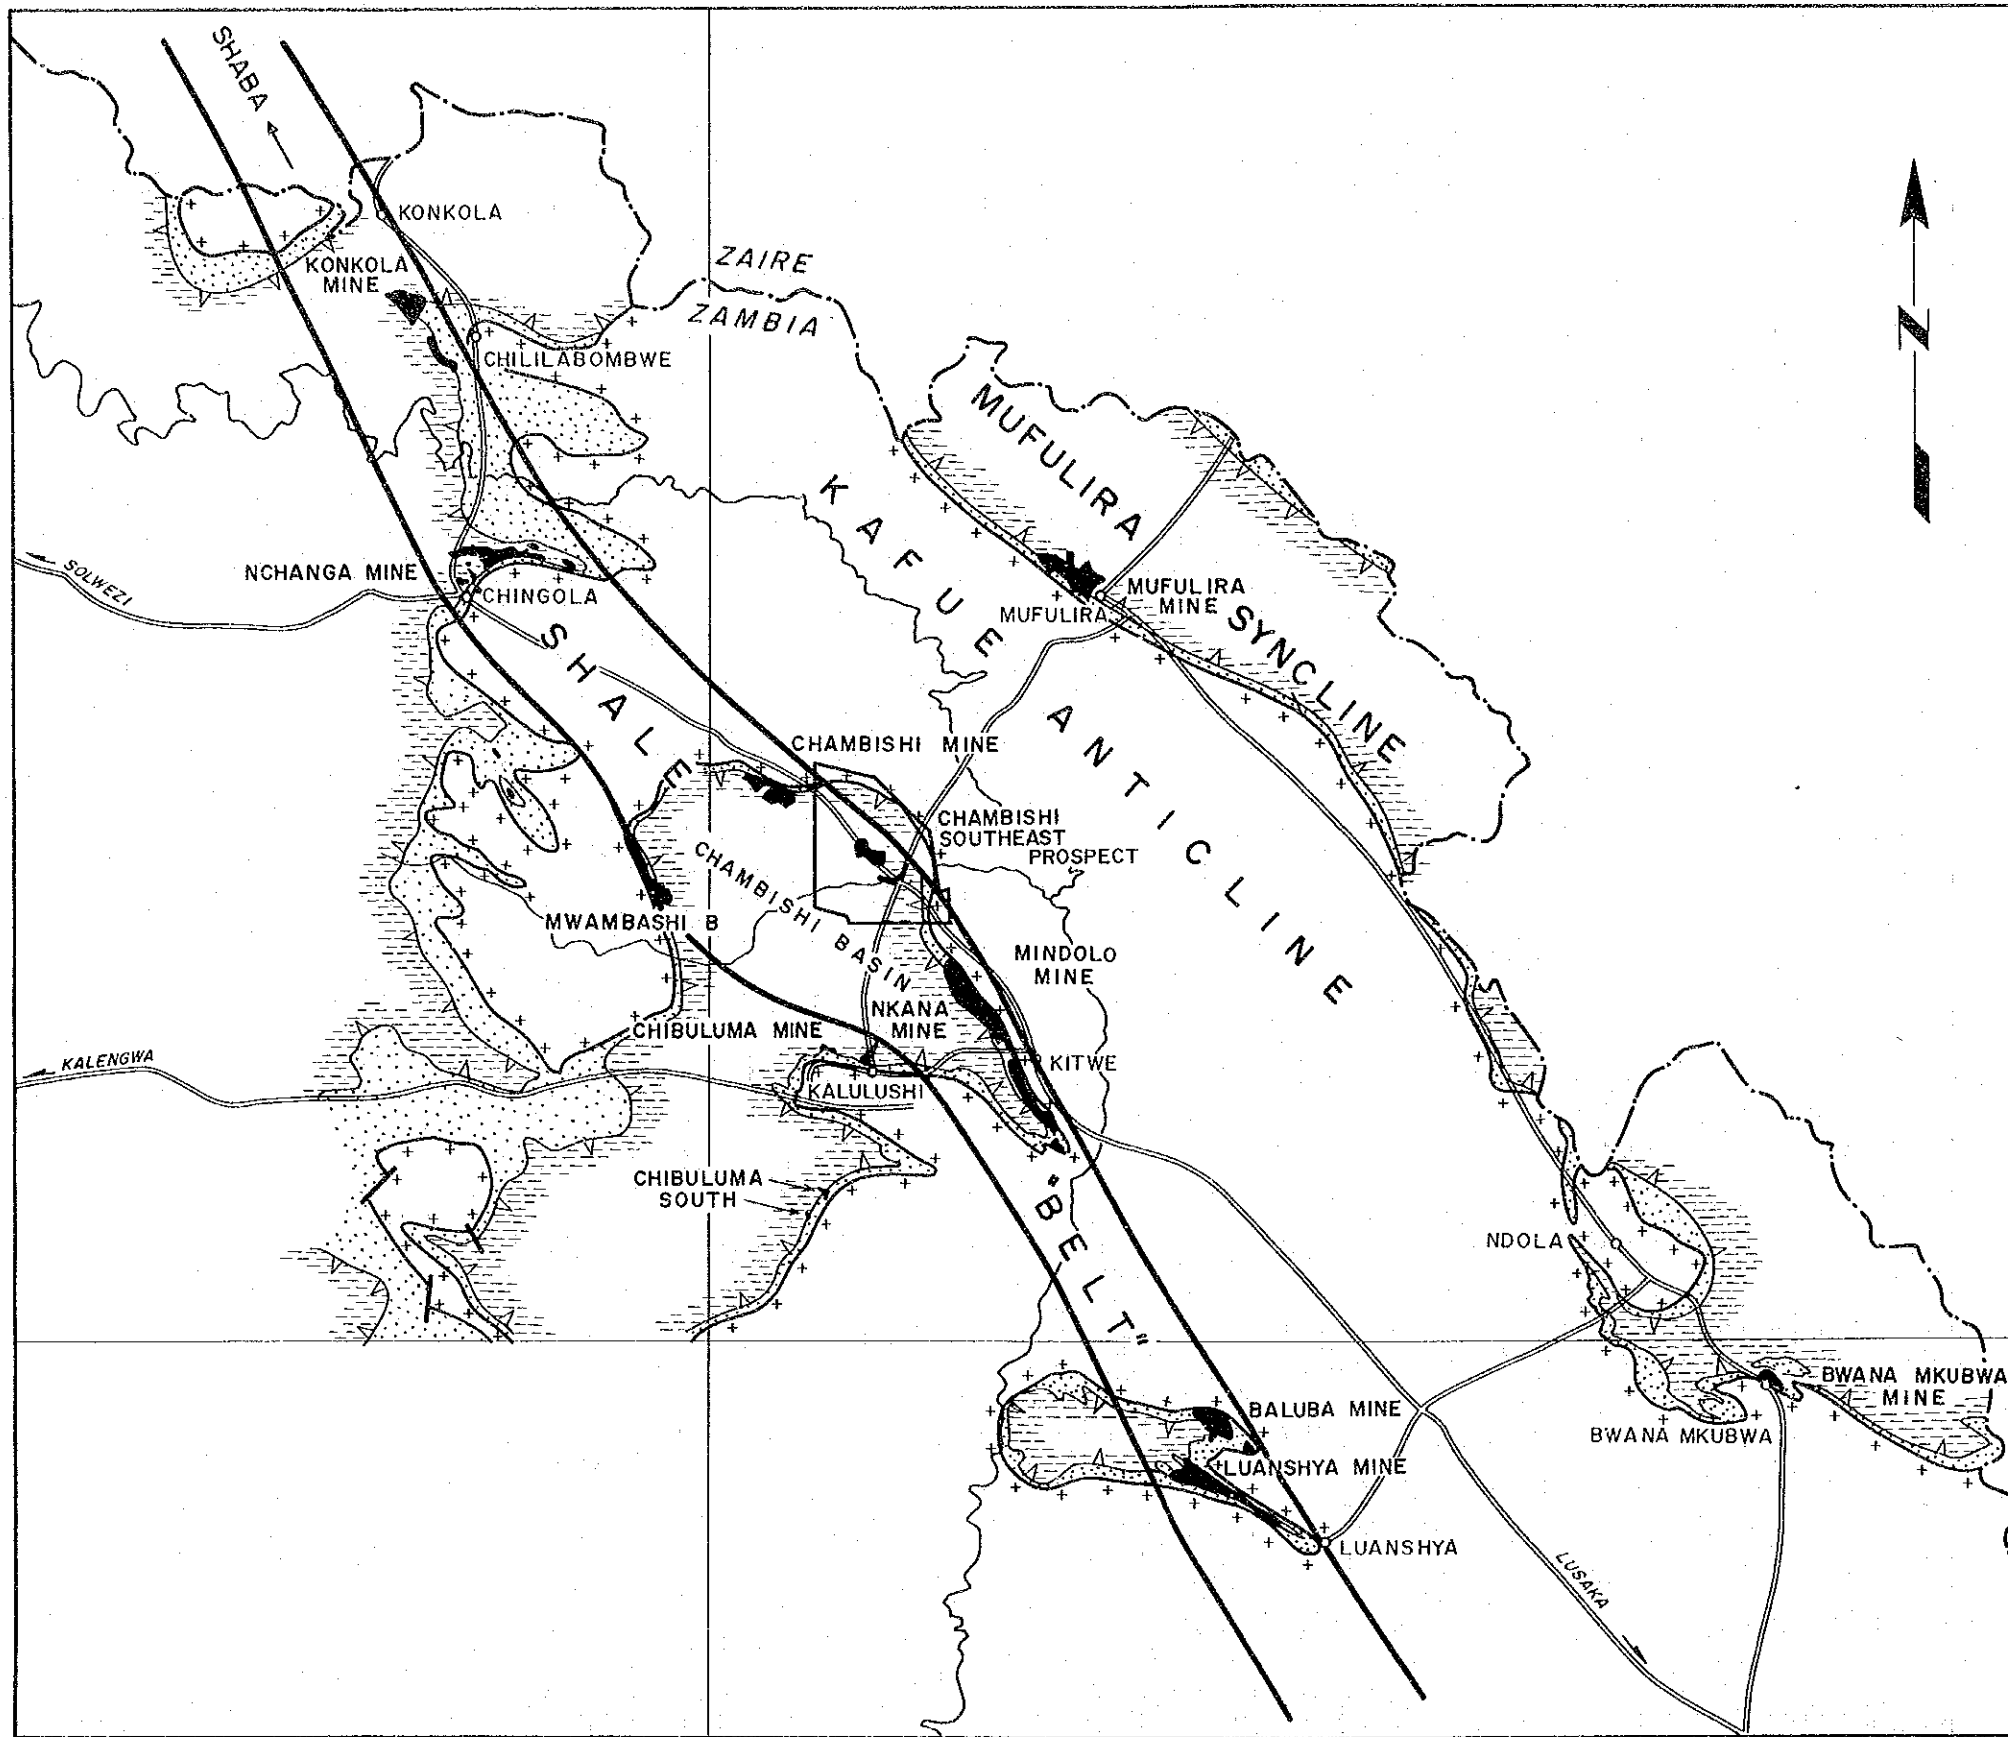 SHABA
KONKOLA
KONKOLA
MINE
ZAIRE
ZAMBIA
CHILILABOMBWE
N
MUFULIRA SYNCLINE
KAFUE ANTICLINE
SOLWEZI
NCHANGA MINE
CHINGOLA
MUFULIRA
MINE
MUFULIRA
SHALE
"BELT"
CHAMBISHI MINE
CHAMBISHI
SOUTHEAST
PROSPECT
CHAMBISHI BASIN
MWAMBASHI B
MINDOLO
MINE
NKANA
MINE
CHIBULUMA MINE
KALENGWA
KITWE
KALULUSHI
CHIBULUMA
SOUTH
NDOLA
BWANA MKUBWA
MINE
BWANA MKUBWA
BALUBA MINE
LUANSHYA MINE
LUANSHYA
LUSAKA